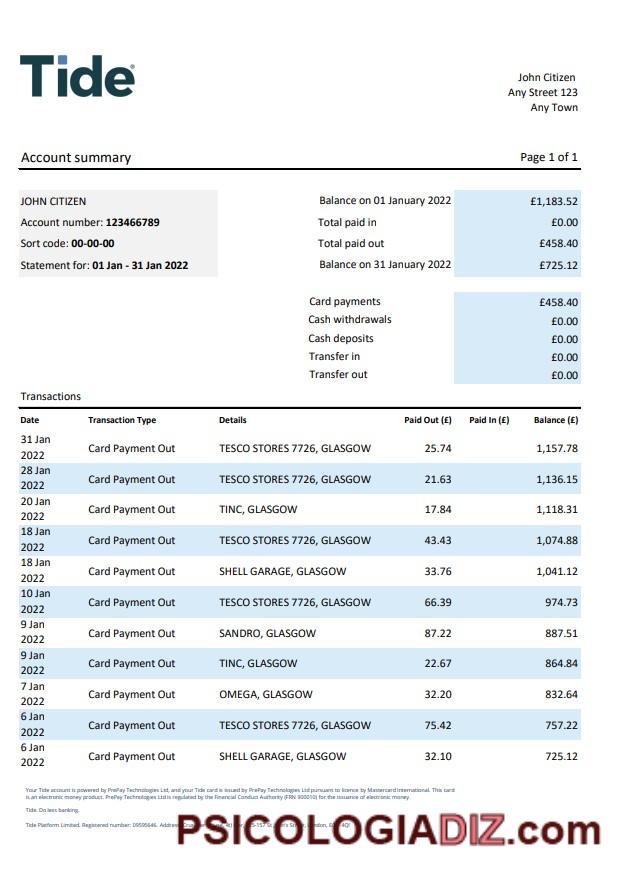 Tide
John Citizen
Any Street 123
Any Town
Account summary Page 1 of 1
JOHN CITIZEN
Account number: 123466789
Sort code: 00-00-00
Statement for: 01 Jan - 31 Jan 2022
Balance on 01 January 2022 £1,183.52
Total paid in £0.00
Total paid out £458.40
Balance on 31 January 2022 £725.12
Card payments £458.40
Cash withdrawals £0.00
Cash deposits £0.00
Transfer in £0.00
Transfer out £0.00
Transactions
Date Transaction Type Details Paid Out (£) Paid In (£) Balance (£)
31 Jan 2022 Card Payment Out TESCO STORES 7726, GLASGOW 25.74 1,157.78
28 Jan 2022 Card Payment Out TESCO STORES 7726, GLASGOW 21.63 1,136.15
20 Jan 2022 Card Payment Out TINC, GLASGOW 17.84 1,118.31
18 Jan 2022 Card Payment Out TESCO STORES 7726, GLASGOW 43.43 1,074.88
18 Jan 2022 Card Payment Out SHELL GARAGE, GLASGOW 33.76 1,041.12
10 Jan 2022 Card Payment Out TESCO STORES 7726, GLASGOW 66.39 974.73
9 Jan 2022 Card Payment Out SANDRO, GLASGOW 87.22 887.51
9 Jan 2022 Card Payment Out TINC, GLASGOW 22.67 864.84
7 Jan 2022 Card Payment Out OMEGA, GLASGOW 32.20 832.64
6 Jan 2022 Card Payment Out TESCO STORES 7726, GLASGOW 75.42 757.22
6 Jan 2022 Card Payment Out SHELL GARAGE, GLASGOW 32.10 725.12
Your Tide account is powered by PrePay Technologies Ltd, and your Tide card is issued by PrePay Technologies Ltd pursuant to licence by Mastercard International. This card
is an electronic money product. PrePay Technologies Ltd is regulated by the Financial Conduct Authority (FRN 900010) for the issuance of electronic money.
Tide. Do less banking.
Tide Platform Limited. Registered number: 09595646. Address:
PSICOLOGIADIZ.com